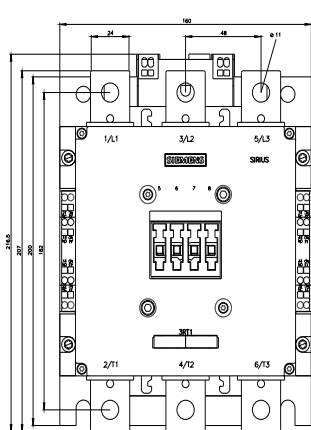 160
24
48
ø 11
1/L1
3/L2
5/L3
SIEMENS
SIRIUS
5 6 7 8
216.5
207
200
182
3RT1
2/T1
4/T2
6/T3